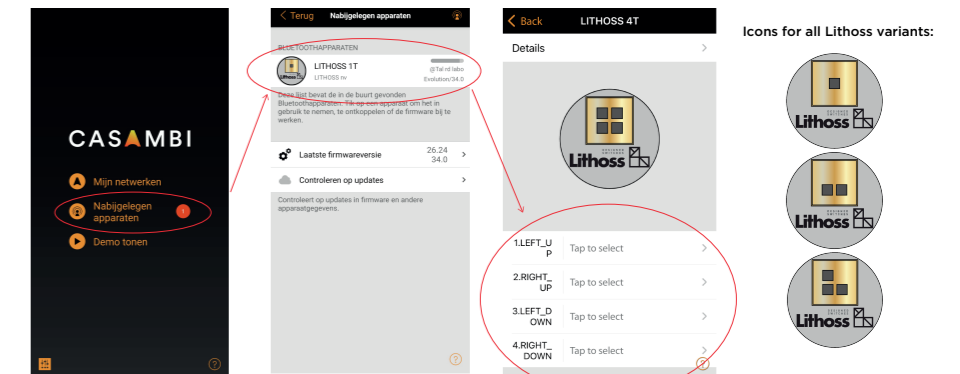 CASAMBI
Mijn netwerken
Nabijgelegen
apparaten
1
Demo tonen
?
Terug
Nabijgelegen apparaten
BLUETOOTHAPPARATEN
LITHOSS 1T
LITHOSS nv
Lithoss
Evolution/34.0
Deze lijst bevat de in de buurt gevonden
Bluetoothapparaten. Tik op een apparaat om het in
gebruik te nemen, te ontkoppelen of de firmware bij te
werken.
Laatste firmwareversie
26.24
34.0
Controleren op updates
Controleert op updates in firmware en andere
apparaatgegevens.
?
Back
LITHOSS 4T
Details
DESIGNED
SWITCHES
Lithoss
1.LEFT_U
P
Tap to select
2.RIGHT_
UP
Tap to select
3.LEFT_D
OWN
Tap to select
4.RIGHT_
DOWN
Tap to select
?
Icons for all Lithoss variants:
Lithoss
Lithoss
Lithoss